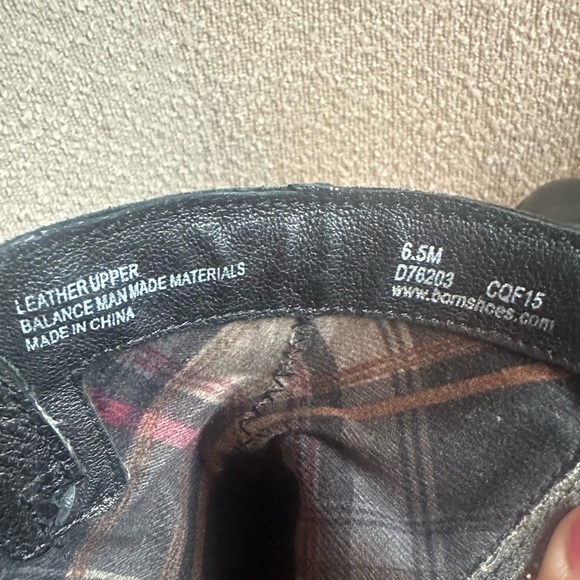 LEATHER UPPER
BALANCE MAN MADE MATERIALS
MADE IN CHINA
6.5M
D76203 CQF15
www.bornshoes.com